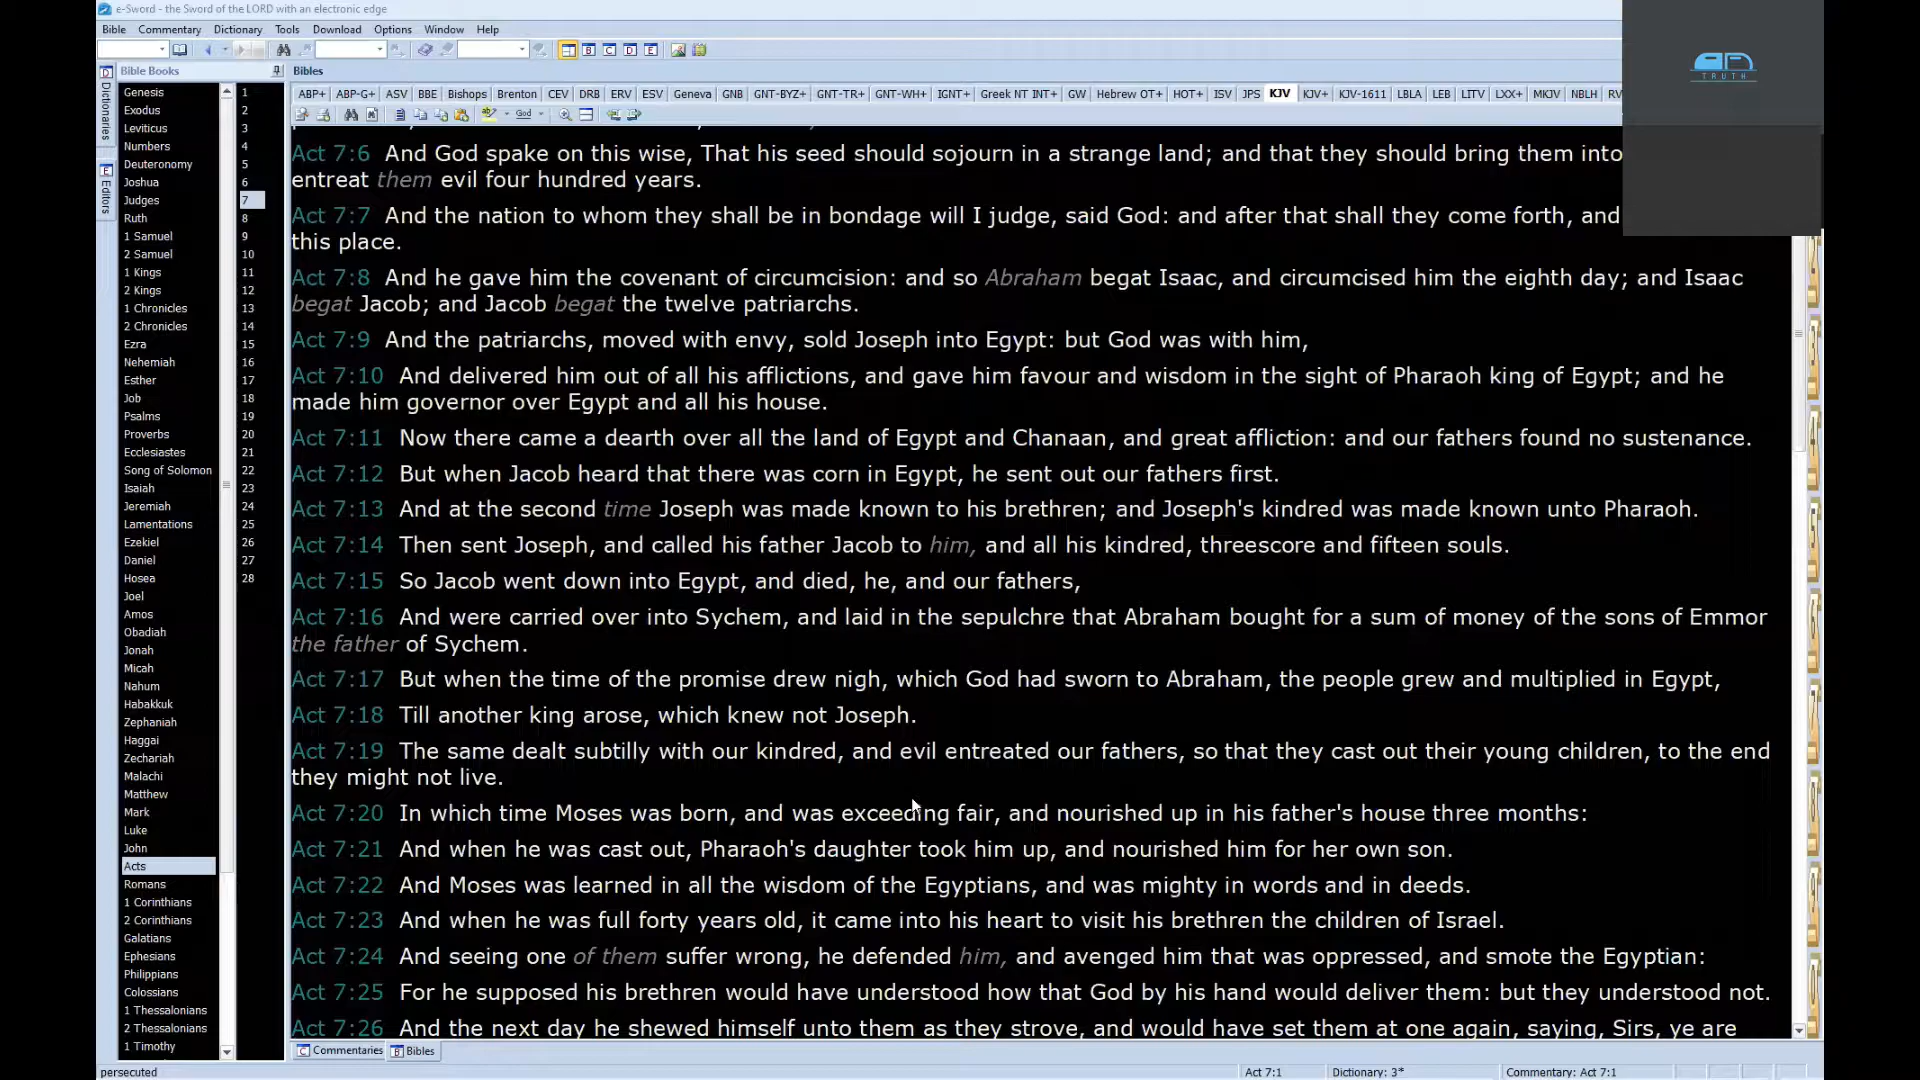 e-Sword - the Sword of the LORD with an electronic edge
Bible Commentary Dictionary Tools Download Options Window Help
Bible Books
Bibles
ABP+ ABP-G+ ASV BBE Bishops Brenton CEV DRB ERV ESV Geneva GNB GNT-BYZ+ GNT-TR+ GNT-WH+ IGNT+ Greek NT INT+ GW Hebrew OT+ HOT+ ISV JPS KJV KJV+ KJV-1611 LBLA LEB LITV LXX+ MKJV NBLH
TRUTH
Dictionaries
Editors
Genesis 1
Exodus 2
Leviticus 3
Numbers 4
Deuteronomy 5
Joshua 6
Judges 7
Ruth 8
1 Samuel 9
2 Samuel 10
1 Kings 11
2 Kings 12
1 Chronicles 13
2 Chronicles 14
Ezra 15
Nehemiah 16
Esther 17
Job 18
Psalms 19
Proverbs 20
Ecclesiastes 21
Song of Solomon 22
Isaiah 23
Jeremiah 24
Lamentations 25
Ezekiel 26
Daniel 27
Hosea 28
Joel
Amos
Obadiah
Jonah
Micah
Nahum
Habakkuk
Zephaniah
Haggai
Zechariah
Malachi
Matthew
Mark
Luke
John
Acts
Romans
1 Corinthians
2 Corinthians
Galatians
Ephesians
Philippians
Colossians
1 Thessalonians
2 Thessalonians
1 Timothy
God
Act 7:6 And God spake on this wise, That his seed should sojourn in a strange land; and that they should bring them into
entreat them evil four hundred years.
Act 7:7 And the nation to whom they shall be in bondage will I judge, said God: and after that shall they come forth, and
this place.
Act 7:8 And he gave him the covenant of circumcision: and so Abraham begat Isaac, and circumcised him the eighth day; and Isaac
begat Jacob; and Jacob begat the twelve patriarchs.
Act 7:9 And the patriarchs, moved with envy, sold Joseph into Egypt: but God was with him,
Act 7:10 And delivered him out of all his afflictions, and gave him favour and wisdom in the sight of Pharaoh king of Egypt; and he
made him governor over Egypt and all his house.
Act 7:11 Now there came a dearth over all the land of Egypt and Chanaan, and great affliction: and our fathers found no sustenance.
Act 7:12 But when Jacob heard that there was corn in Egypt, he sent out our fathers first.
Act 7:13 And at the second time Joseph was made known to his brethren; and Joseph's kindred was made known unto Pharaoh.
Act 7:14 Then sent Joseph, and called his father Jacob to him, and all his kindred, threescore and fifteen souls.
Act 7:15 So Jacob went down into Egypt, and died, he, and our fathers,
Act 7:16 And were carried over into Sychem, and laid in the sepulchre that Abraham bought for a sum of money of the sons of Emmor
the father of Sychem.
Act 7:17 But when the time of the promise drew nigh, which God had sworn to Abraham, the people grew and multiplied in Egypt,
Act 7:18 Till another king arose, which knew not Joseph.
Act 7:19 The same dealt subtilly with our kindred, and evil entreated our fathers, so that they cast out their young children, to the end
they might not live.
Act 7:20 In which time Moses was born, and was exceeding fair, and nourished up in his father's house three months:
Act 7:21 And when he was cast out, Pharaoh's daughter took him up, and nourished him for her own son.
Act 7:22 And Moses was learned in all the wisdom of the Egyptians, and was mighty in words and in deeds.
Act 7:23 And when he was full forty years old, it came into his heart to visit his brethren the children of Israel.
Act 7:24 And seeing one of them suffer wrong, he defended him, and avenged him that was oppressed, and smote the Egyptian:
Act 7:25 For he supposed his brethren would have understood how that God by his hand would deliver them: but they understood not.
Act 7:26 And the next day he shewed himself unto them as they strove, and would have set them at one again, saying, Sirs, ye are
Commentaries Bibles
persecuted Act 7:1 Dictionary: 3* Commentary: Act 7:1